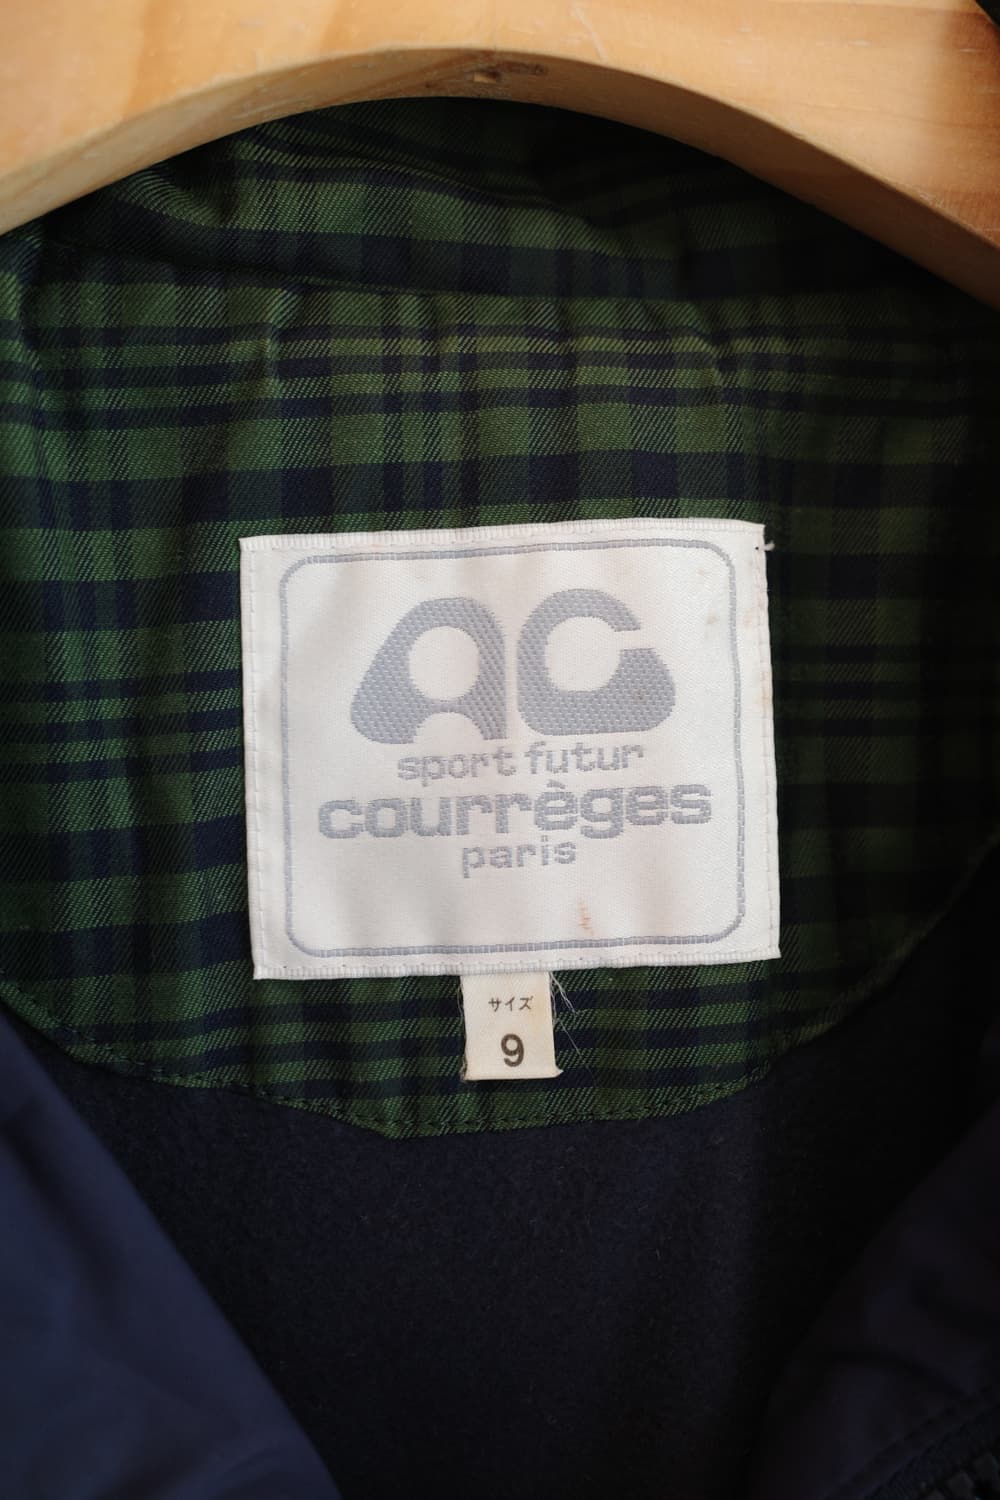 AC
sport futur
courrèges
paris
サイズ
9